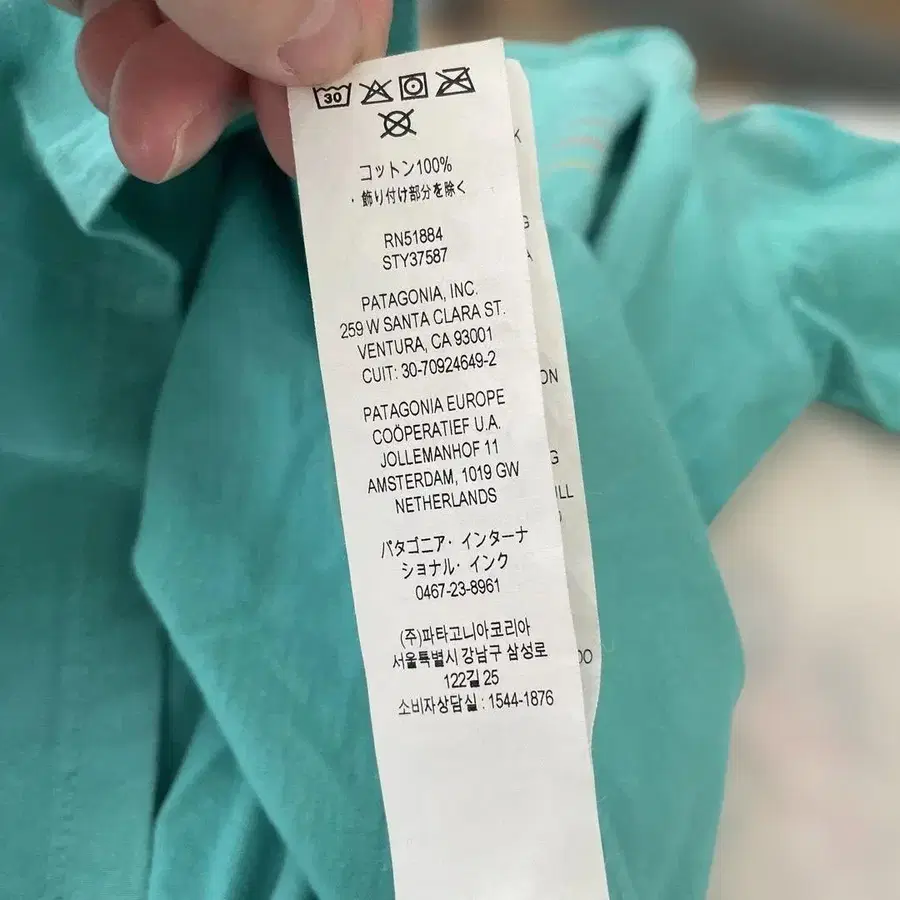 30
コットン100%
・飾り付け部分を除く
RN51884
STY37587
PATAGONIA, INC.
259 W SANTA CLARA ST.
VENTURA, CA 93001
CUIT: 30-70924649-2
PATAGONIA EUROPE
COÖPERATIEF U.A.
JOLLEMANHOF 11
AMSTERDAM, 1019 GW
NETHERLANDS
パタゴニア・インターナ
ショナル・インク
0467-23-8961
(주)파타고니아코리아
서울특별시 강남구 삼성로
122길 25
소비자상담실 : 1544-1876